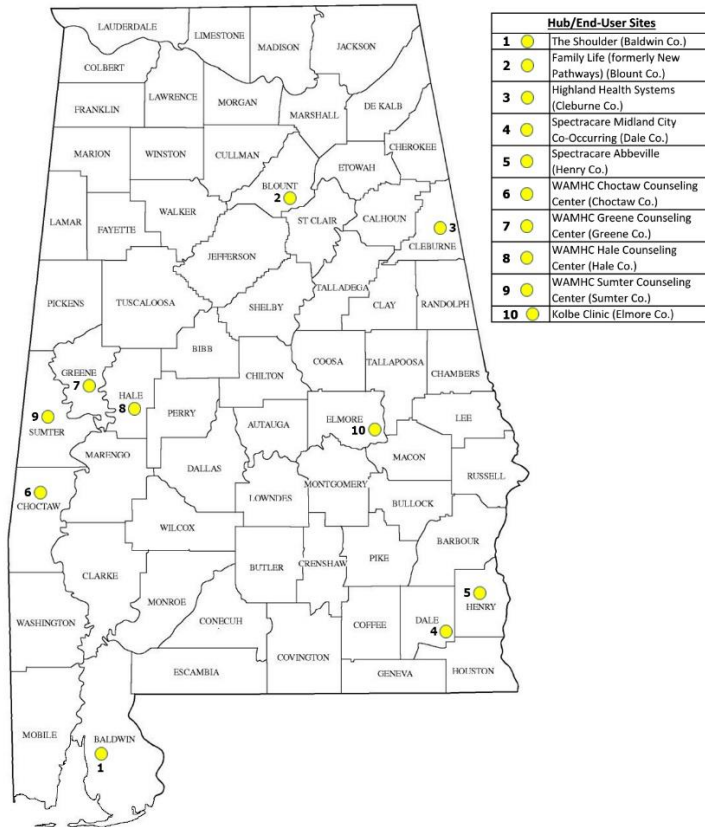 LAUDERDALE
LIMESTONE
MADISON
JACKSON
COLBERT
LAWRENCE
FRANKLIN
MORGAN
MARSHALL
DE KALB
CHEROKEE
MARION
WINSTON
CULLMAN
ETOWAH
BLOUNT
2
WALKER
ST CLAIR
CALHOUN
3
CLEBURNE
LAMAR
FAYETTE
JEFFERSON
TALLADEGA
PICKENS
TUSCALOOSA
SHELBY
CLAY
RANDOLPH
BIBB
GREENE
7
HALE
8
CHILTON
COOSA
TALLAPOOSA
CHAMBERS
9
SUMTER
PERRY
AUTAUGA
ELMORE
10
LEE
MARENGO
DALLAS
MACON
RUSSELL
6
CHOCTAW
LOWNDES
MONTGOMERY
BULLOCK
WILCOX
BARBOUR
CLARKE
BUTLER
CRENSHAW
PIKE
5
HENRY
WASHINGTON
MONROE
CONECUH
COFFEE
DALE
4
COVINGTON
ESCAMBIA
GENEVA
HOUSTON
MOBILE
BALDWIN
1
Hub/End-User Sites
1 The Shoulder (Baldwin Co.)
2 Family Life (formerly New
Pathways) (Blount Co.)
3 Highland Health Systems
(Cleburne Co.)
4 Spectracare Midland City
Co-Occurring (Dale Co.)
5 Spectracare Abbeville
(Henry Co.)
6 WAMHC Choctaw Counseling
Center (Choctaw Co.)
7 WAMHC Greene Counseling
Center (Greene Co.)
8 WAMHC Hale Counseling
Center (Hale Co.)
9 WAMHC Sumter Counseling
Center (Sumter Co.)
10 Kolbe Clinic (Elmore Co.)